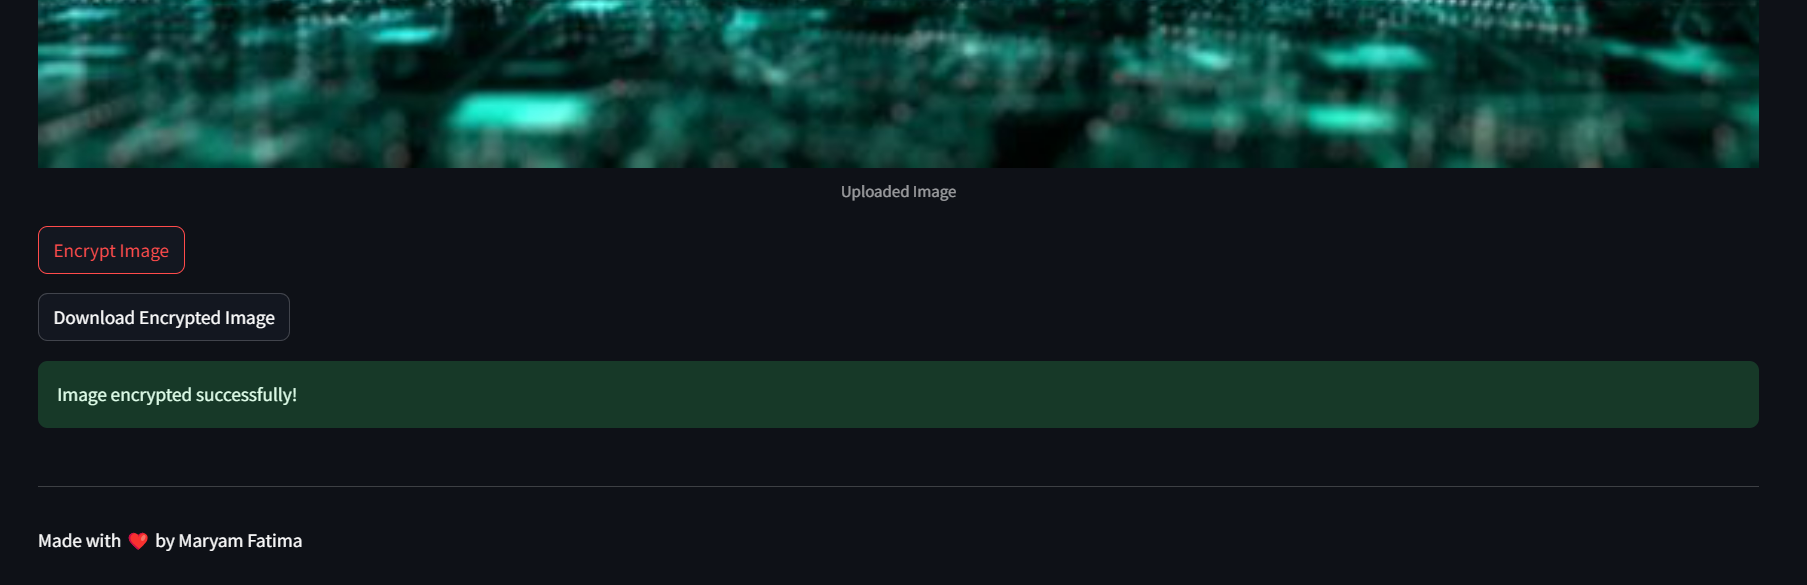 Uploaded Image
Encrypt Image
Download Encrypted Image
Image encrypted successfully!
Made with ❤️ by Maryam Fatima